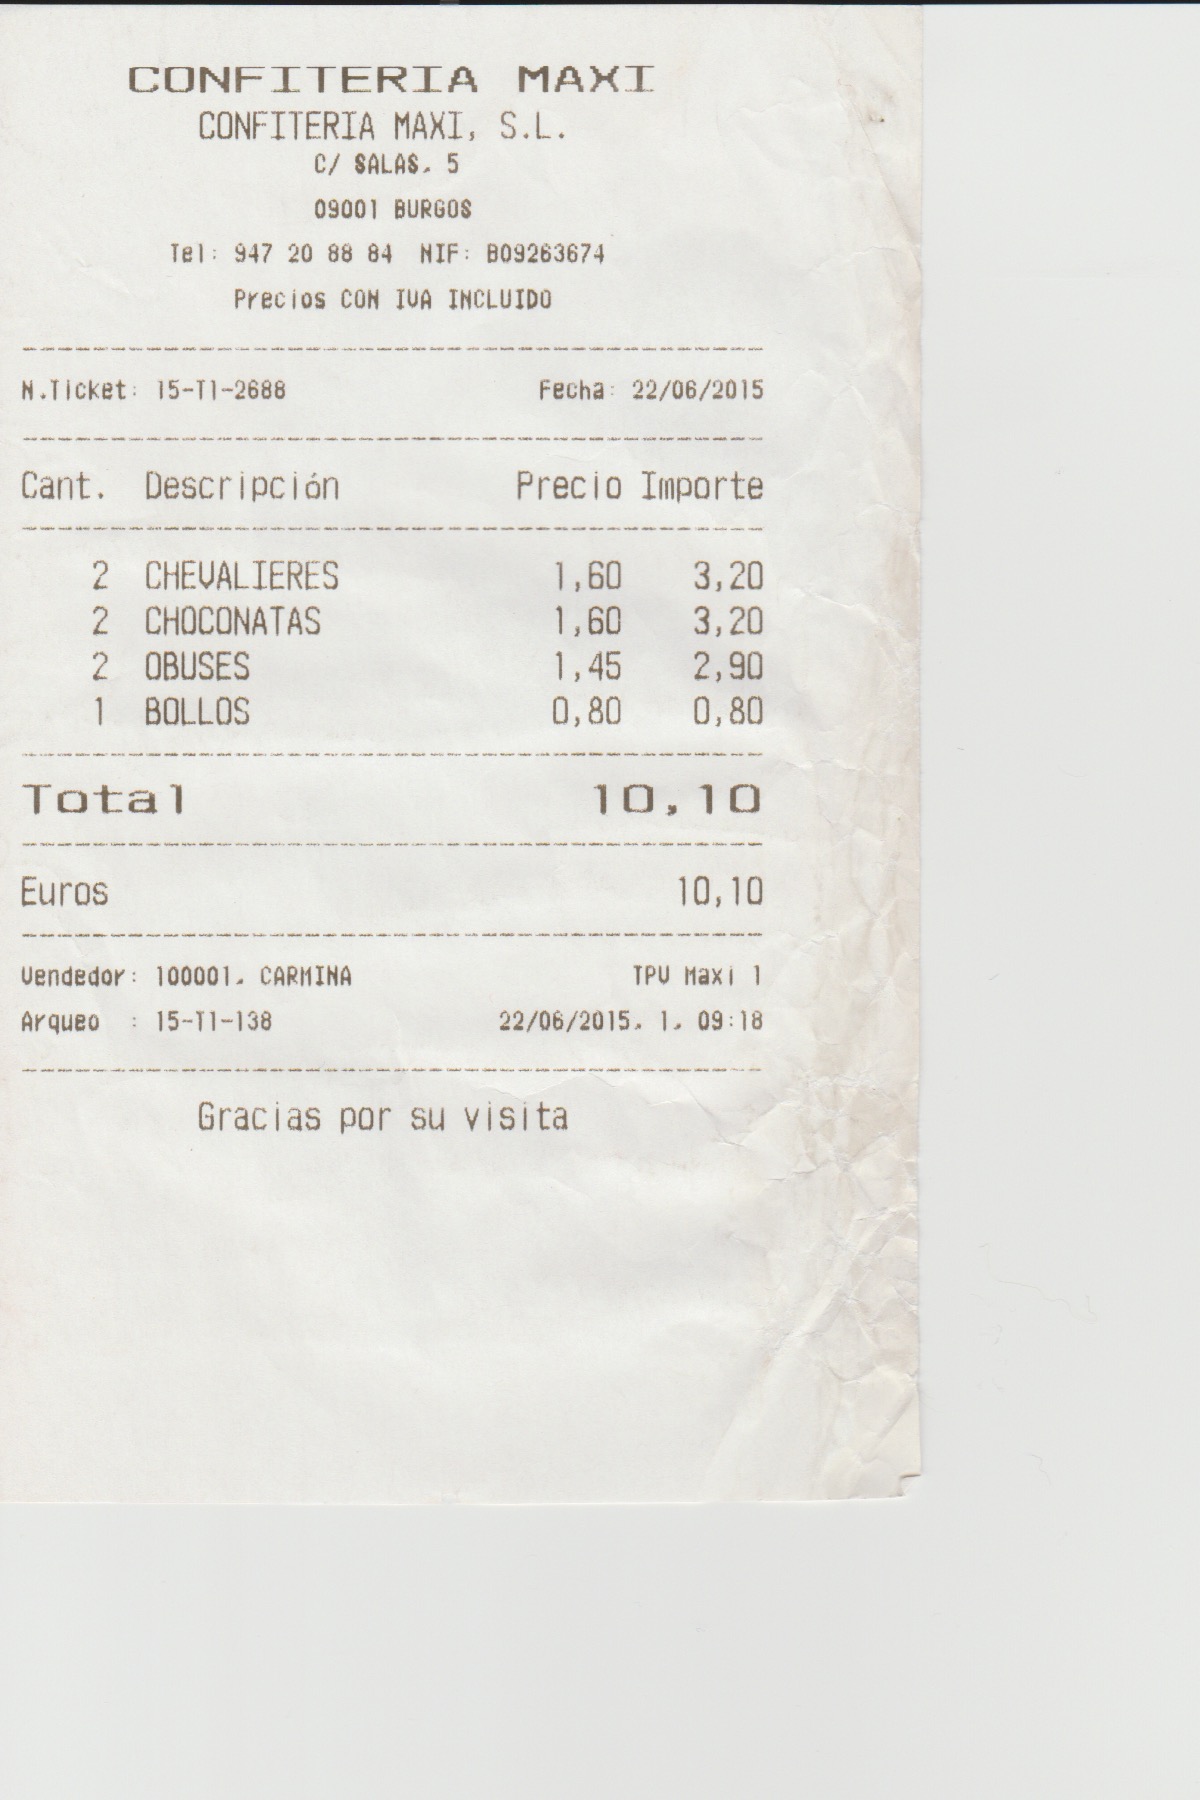 CONFITERIA MAXI
CONFITERIA MAXI, S.L.
C/ SALAS, 5
09001 BURGOS
Tel: 947 20 88 84 NIF: B09263674
Precios CON IVA INCLUIDO
N.Ticket: 15-T1-2688 Fecha: 22/06/2015
Cant. Descripción Precio Importe
2 CHEVALIERES 1,60 3,20
2 CHOCONATAS 1,60 3,20
2 OBUSES 1,45 2,90
1 BOLLOS 0,80 0,80
Total 10,10
Euros 10,10
Vendedor: 100001, CARMINA TPV Maxi 1
Arqueo : 15-T1-138 22/06/2015, 1, 09:18
Gracias por su visita